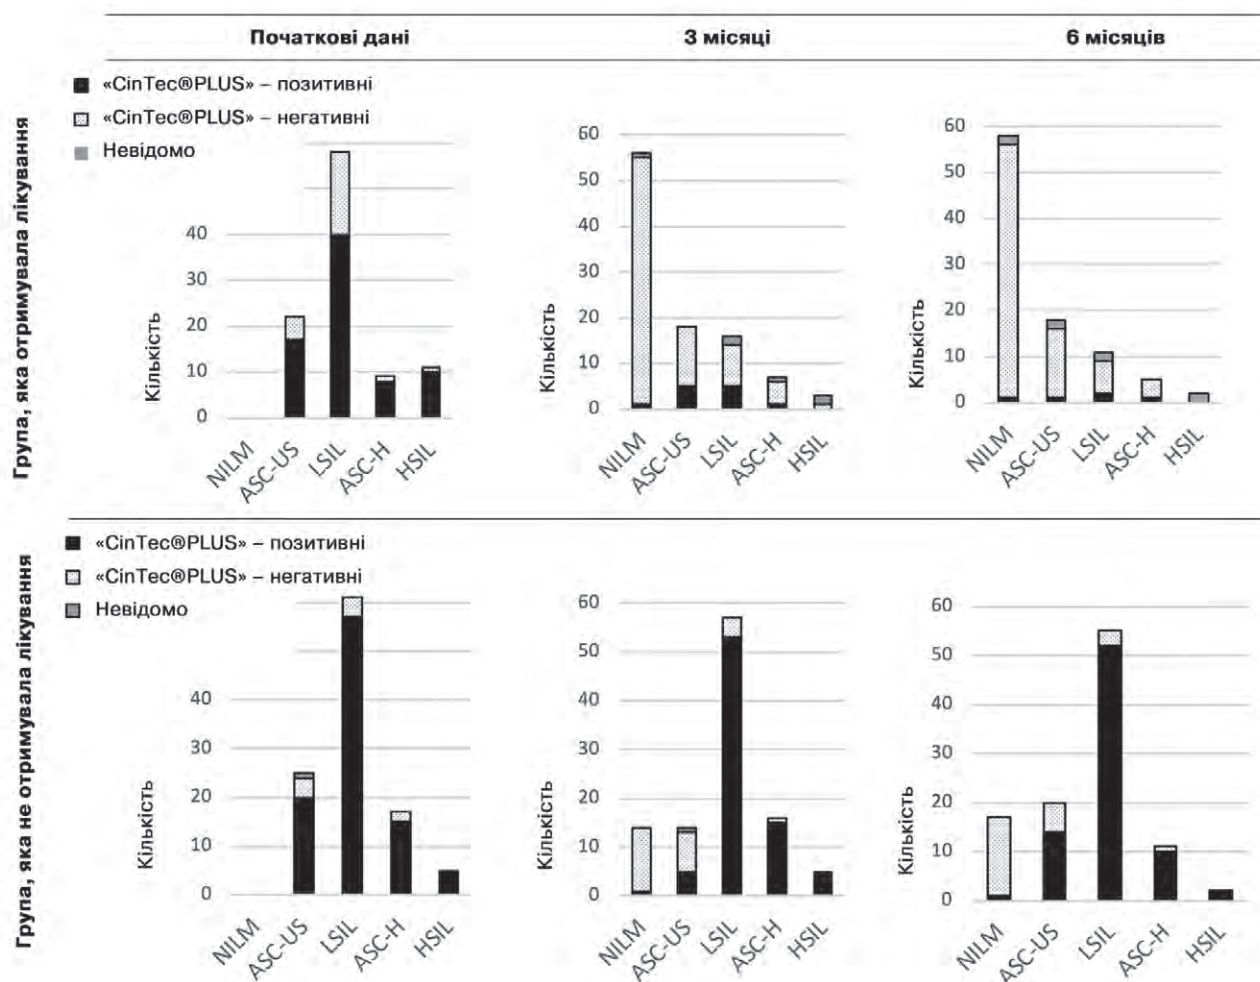 Початкові дані
3 місяці
6 місяців
Група, яка отримувала лікування
«CinTec®PLUS» – позитивні
«CinTec®PLUS» – негативні
Невідомо
Кількість
40
30
20
10
0
NILM
ASC-US
LSIL
ASC-H
HSIL
Кількість
60
50
40
30
20
10
0
NILM
ASC-US
LSIL
ASC-H
HSIL
Кількість
60
50
40
30
20
10
0
NILM
ASC-US
LSIL
ASC-H
HSIL
Група, яка не отримувала лікування
«CinTec®PLUS» – позитивні
«CinTec®PLUS» – негативні
Невідомо
Кількість
40
30
20
10
0
NILM
ASC-US
LSIL
ASC-H
HSIL
Кількість
60
50
40
30
20
10
0
NILM
ASC-US
LSIL
ASC-H
HSIL
Кількість
60
50
40
30
20
10
0
NILM
ASC-US
LSIL
ASC-H
HSIL